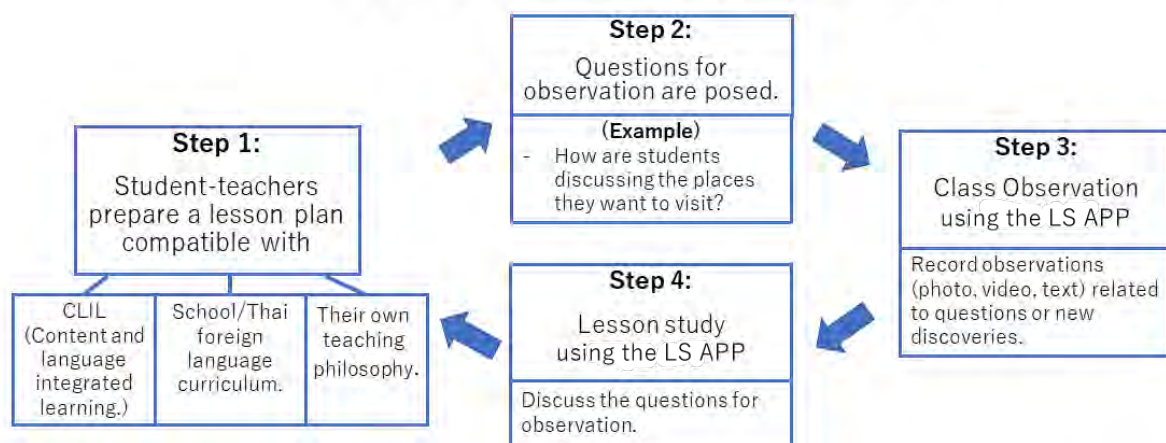 Step 1:
Student-teachers
prepare a lesson plan
compatible with
CLIL
(Content and
language
integrated
learning.)
School/Thai
foreign
language
curriculum.
Their own
teaching
philosophy.
Step 2:
Questions for
observation are posed.
(Example)
- How are students
discussing the places
they want to visit?
Step 3:
Class Observation
using the LS APP
Record observations
(photo, video, text) related
to questions or new
discoveries.
Step 4:
Lesson study
using the LS APP
Discuss the questions for
observation.